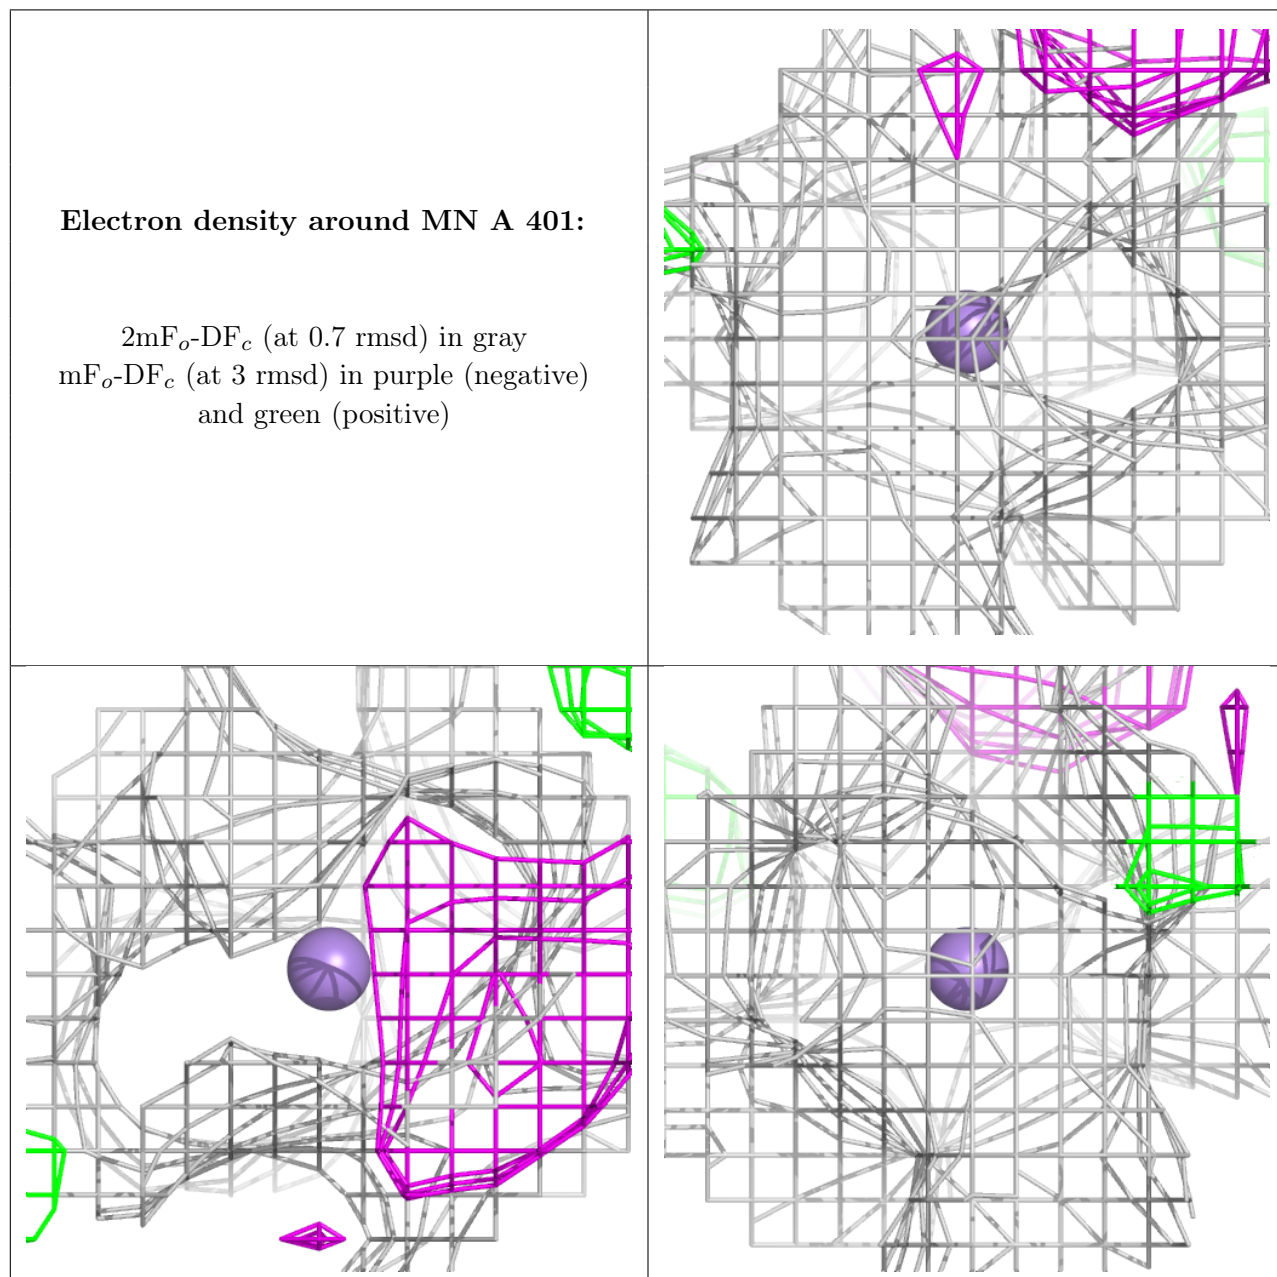 Electron density around MN A 401:
2mFo-DFc (at 0.7 rmsd) in gray
mFo-DFc (at 3 rmsd) in purple (negative)
and green (positive)